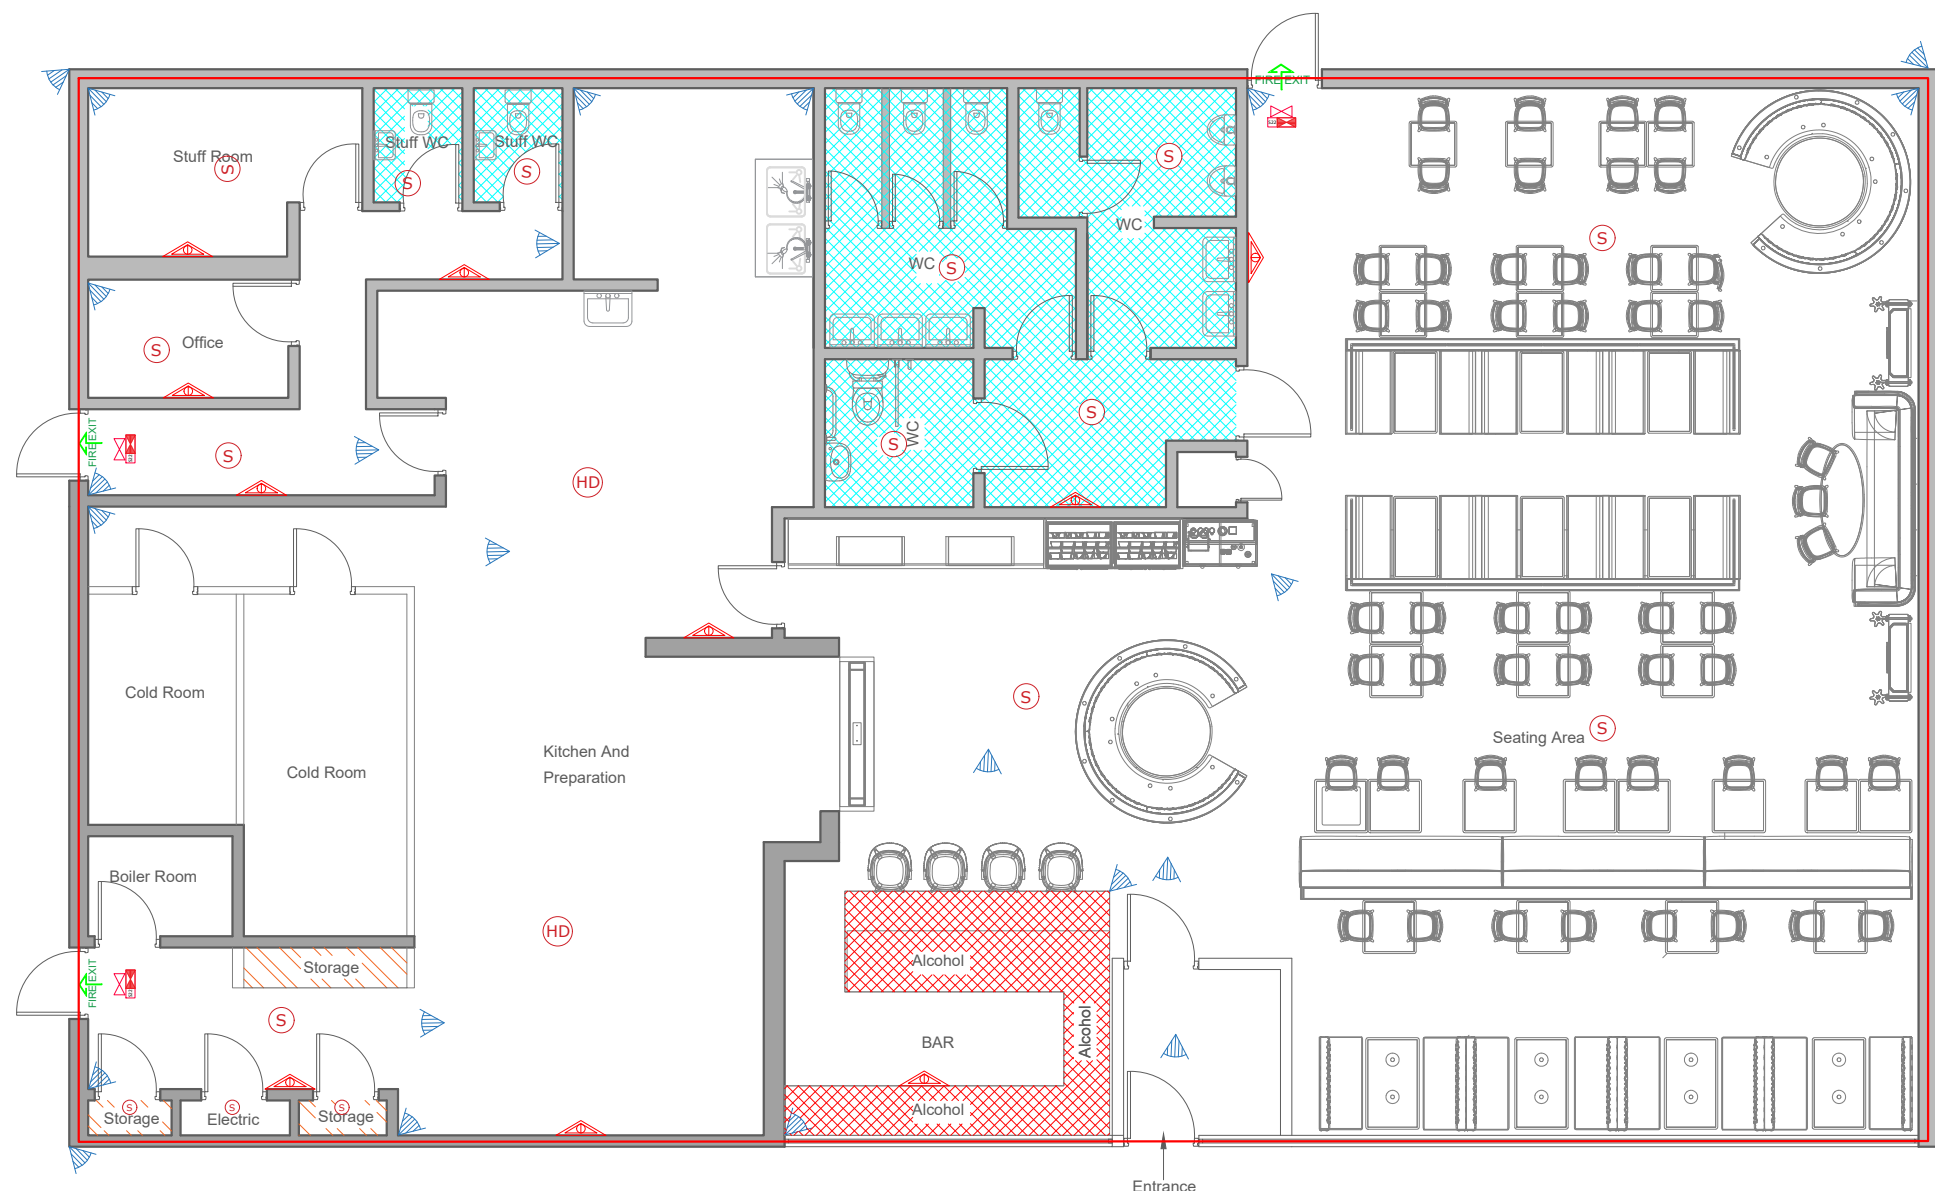 FIRE EXIT
Stuff Room
S
Stuff WC
S
Stuff WC
S
S
WC
WC
S
S
Office
S
S
WC
S
FIRE EXIT
S
HD
Cold Room
Cold Room
Kitchen And
Preparation
S
Seating Area
S
Boiler Room
HD
Storage
FIRE EXIT
S
Alcohol
BAR
Alcohol
Alcohol
S
Storage
S
Electric
S
Storage
Entrance